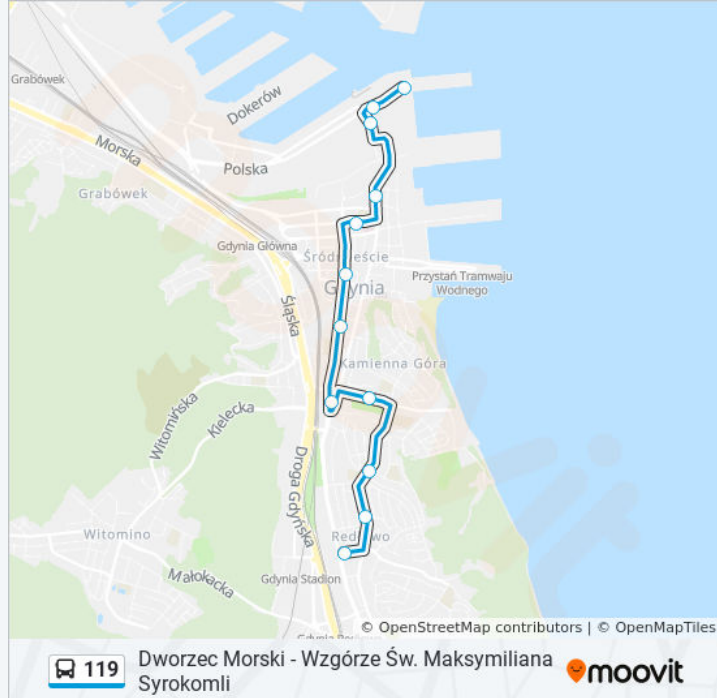 Grabówek
Dokerów
Morska
Polska
Grabówek
Gdynia Główna
Śródmieście
Przystań Tramwaju
Wodnego
Gdynia
Śląska
Kamienna Góra
Witomińska
Kielecka
Droga Gdyńska
Witomino
Redłowo
Małokacka
Gdynia Stadion
© OpenStreetMap contributors | © OpenMapTiles
119
Dworzec Morski - Wzgórze Św. Maksymiliana
Syrokomli
moovit